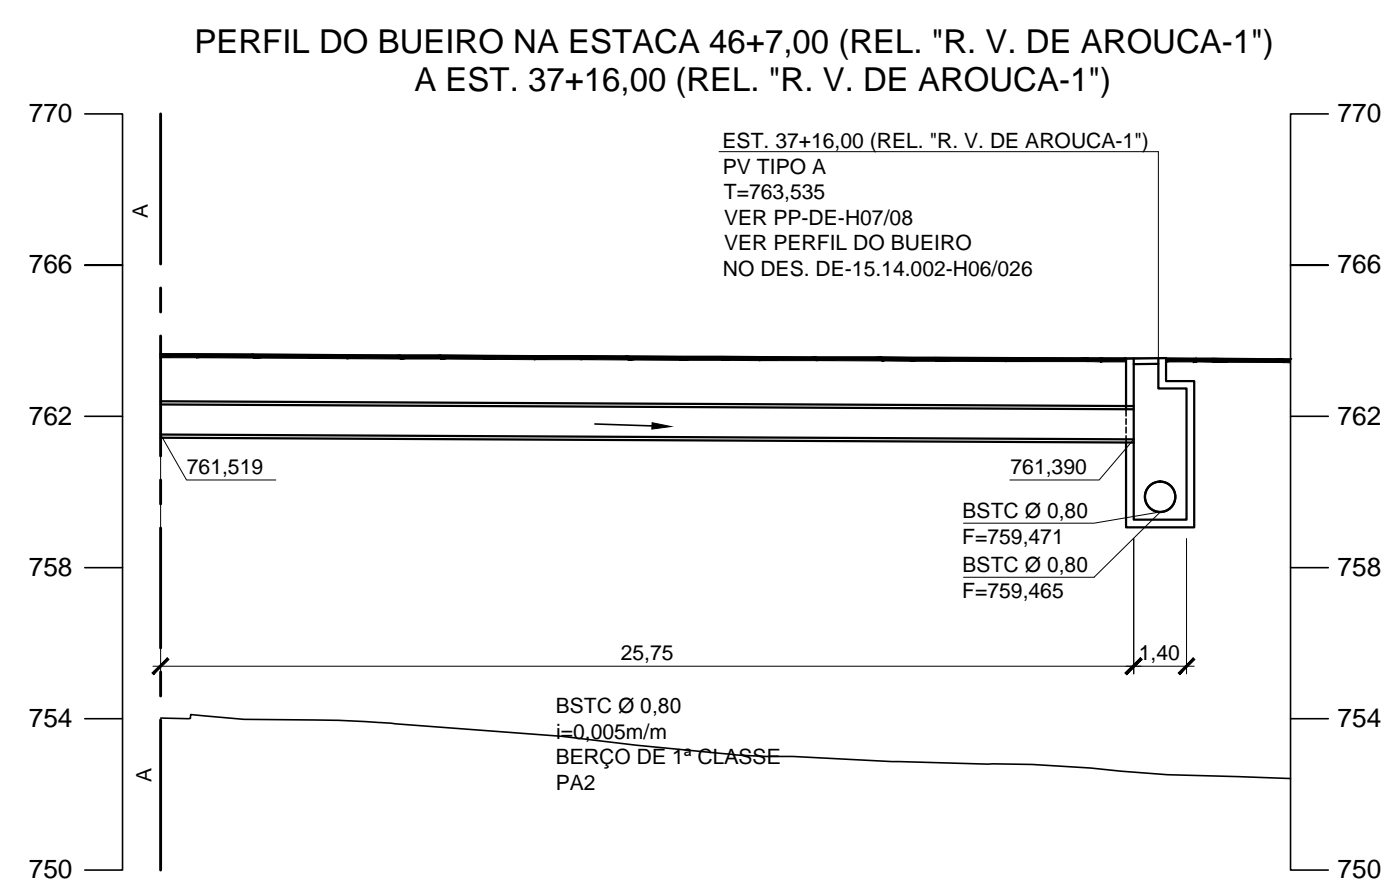 PERFIL DO BUEIRO NA ESTACA 46+7,00 (REL. "R. V. DE AROUCA-1")
A EST. 37+16,00 (REL. "R. V. DE AROUCA-1")
770
770
EST. 37+16,00 (REL. "R. V. DE AROUCA-1")
PV TIPO A
T=763,535
VER PP-DE-H07/08
VER PERFIL DO BUEIRO
NO DES. DE-15.14.002-H06/026
A
766
766
762
762
761,519
761,390
BSTC Ø 0,80
F=759,471
BSTC Ø 0,80
F=759,465
758
758
25,75
1,40
754
754
BSTC Ø 0,80
i=0,005m/m
BERÇO DE 1ª CLASSE
PA2
A
750
750